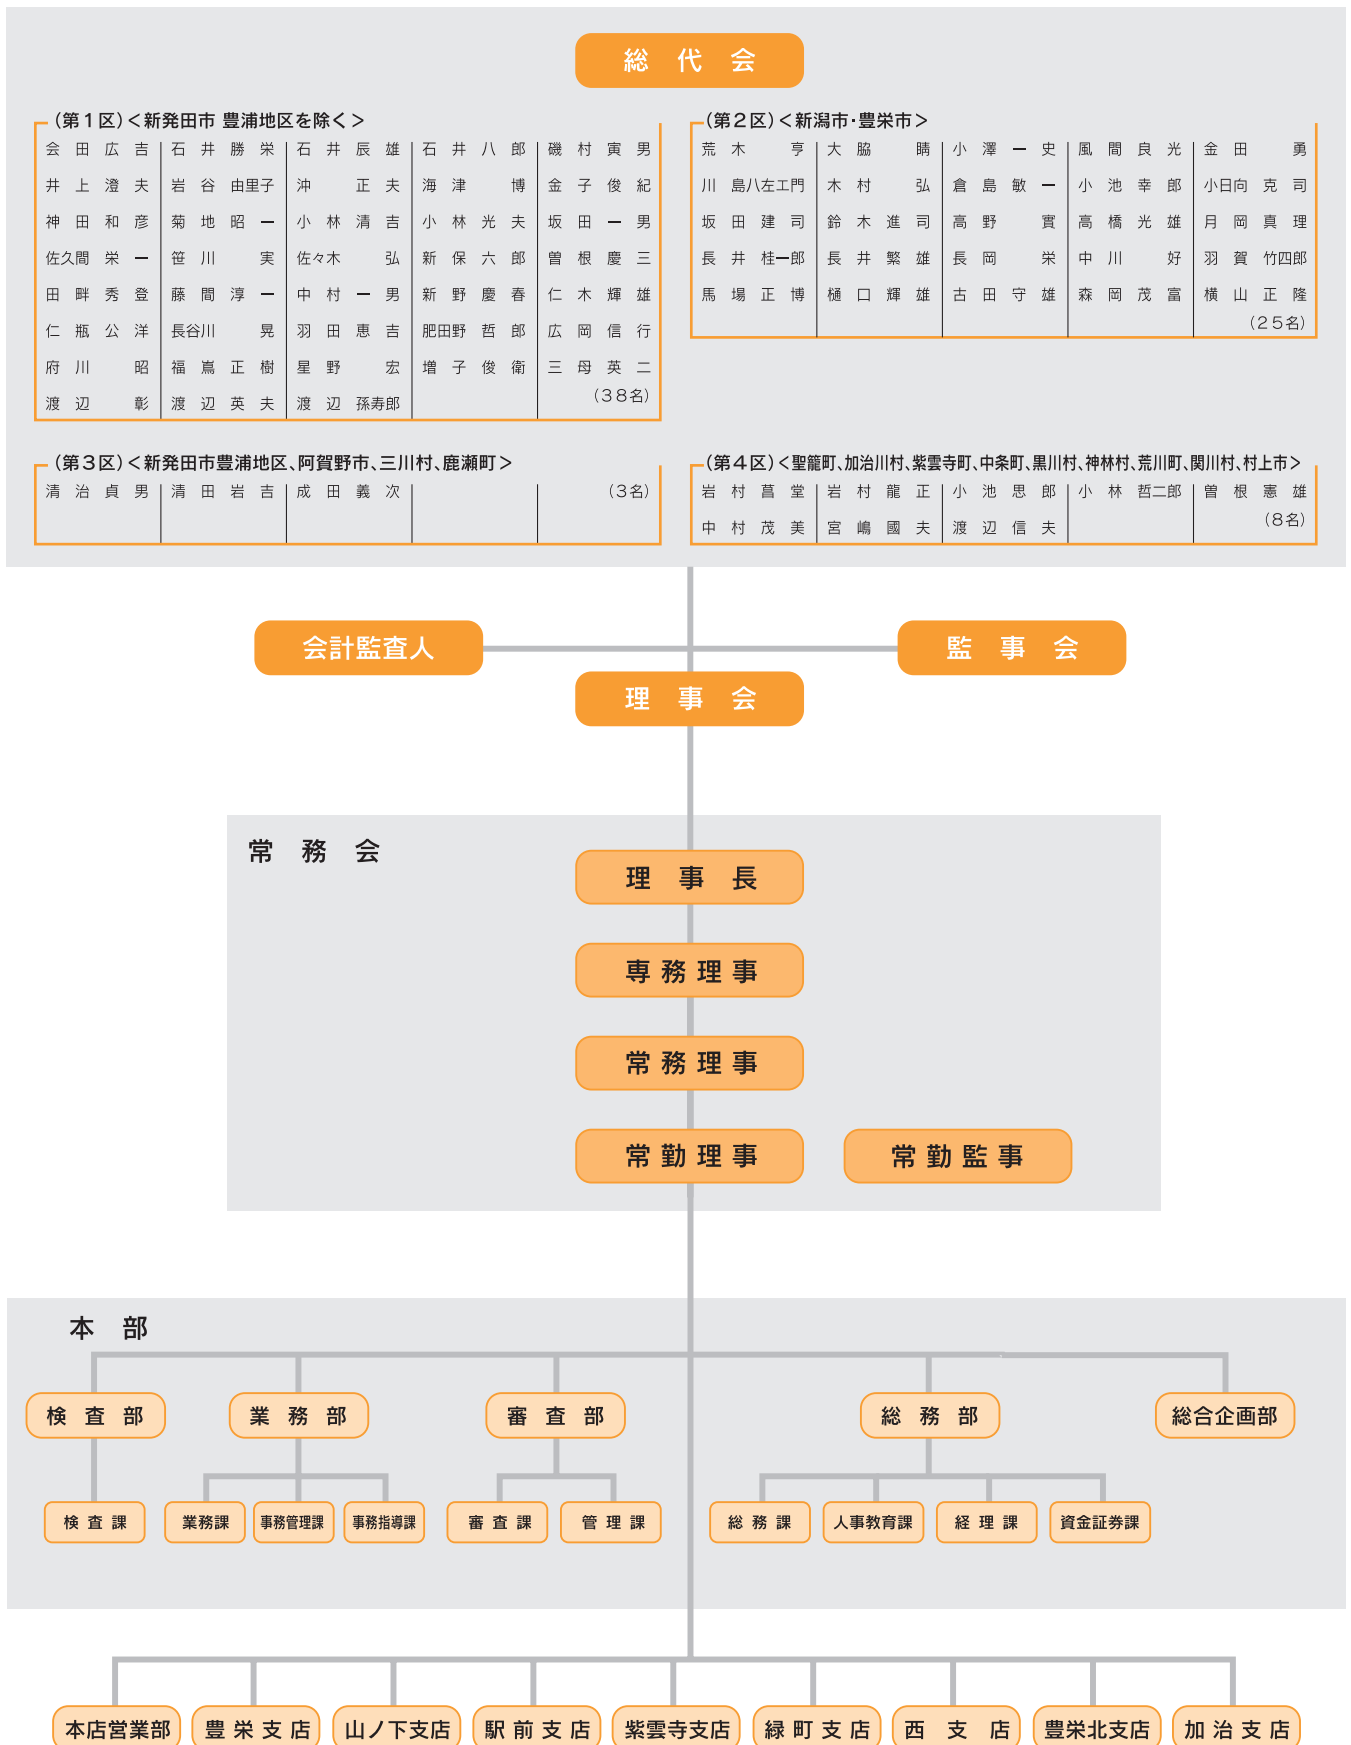 総代会
(第1区)<新発田市 豊浦地区を除く>
会田広吉 石井勝栄 石井辰雄 石井八郎 磯村寅男
井上澄夫 岩谷由里子 沖正夫 海津博 金子俊紀
神田和彦 菊地昭一 小林清吉 小林光夫 坂田一男
佐久間栄一 笹川実 佐々木弘 新保六郎 曽根慶三
田畔秀登 藤間淳一 中村一男 新野慶春 仁木輝雄
仁瓶公洋 長谷川晃 羽田恵吉 肥田野哲郎 広岡信行
府川昭 福嶌正樹 星野宏 増子俊衛 三母英二
渡辺彰 渡辺英夫 渡辺孫寿郎 (38名)
(第2区)<新潟市・豊栄市>
荒木亨 大脇睛 小澤一史 風間良光 金田勇
川島八左エ門 木村弘 倉島敏一 小池幸郎 小日向克司
坂田建司 鈴木進司 高野實 高橋光雄 月岡真理
長井桂一郎 長井繁雄 長岡栄 中川好 羽賀竹四郎
馬場正博 樋口輝雄 古田守雄 森岡茂富 横山正隆
(25名)
(第3区)<新発田市豊浦地区、阿賀野市、三川村、鹿瀬町>
清治貞男 清田岩吉 成田義次 (3名)
(第4区)<聖籠町、加治川村、紫雲寺町、中条町、黒川村、神林村、荒川町、関川村、村上市>
岩村菖堂 岩村龍正 小池思郎 小林哲二郎 曽根憲雄
中村茂美 宮嶋國夫 渡辺信夫 (8名)
会計監査人
監事会
理事会
常務会
理事長
専務理事
常務理事
常勤理事 常勤監事
本部
検査部 業務部 審査部 総務部 総合企画部
検査課 業務課 事務管理課 事務指導課 審査課 管理課 総務課 人事教育課 経理課 資金証券課
本店営業部 豊栄支店 山ノ下支店 駅前支店 紫雲寺支店 緑町支店 西支店 豊栄北支店 加治支店